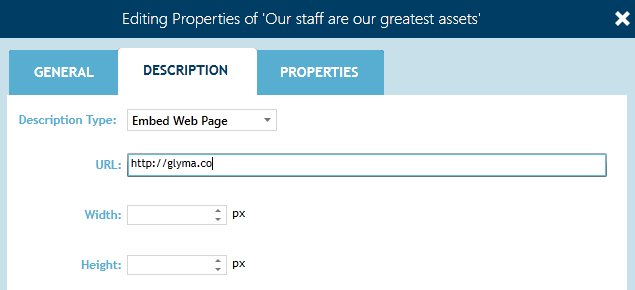 Editing Properties of 'Our staff are our greatest assets'
GENERAL DESCRIPTION PROPERTIES
Description Type: Embed Web Page
URL: http://glyma.co
Width: px
Height: px